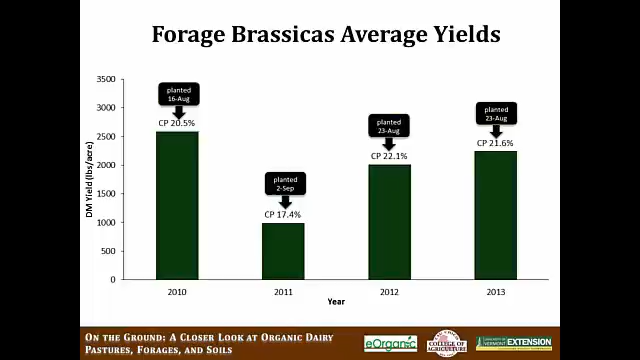 Forage Brassicas Average Yields
DM Yield (lbs/acre)
3500
3000
2500
2000
1500
1000
500
0
planted
16-Aug
CP 20.5%
planted
2-Sep
CP 17.4%
planted
23-Aug
CP 22.1%
planted
23-Aug
CP 21.6%
2010 2011 2012 2013
Year
On the Ground: A Closer Look at Organic Dairy
Pastures, Forages, and Soils
eOrganic
COLLEGE OF
AGRICULTURE
UNIVERSITY OF
VERMONT EXTENSION